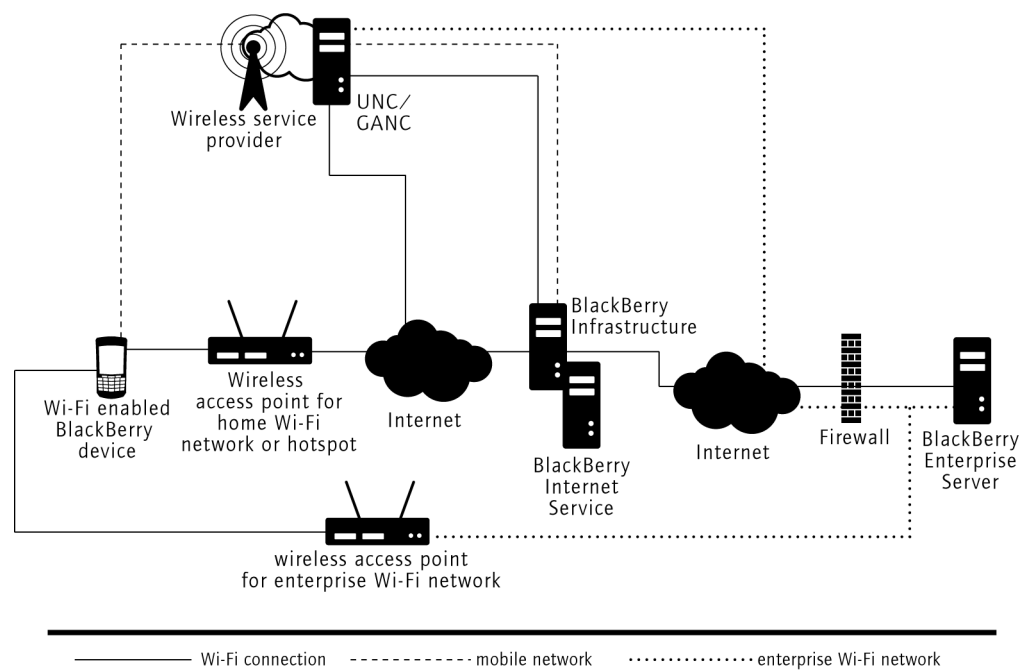 UNC/
GANC
Wireless service
provider
BlackBerry
Infrastructure
Wi-Fi enabled
BlackBerry
device
Wireless
access point for
home Wi-Fi
network or hotspot
Internet
BlackBerry
Internet
Service
Internet
Firewall
BlackBerry
Enterprise
Server
wireless access point
for enterprise Wi-Fi network
Wi-Fi connection
mobile network
enterprise Wi-Fi network